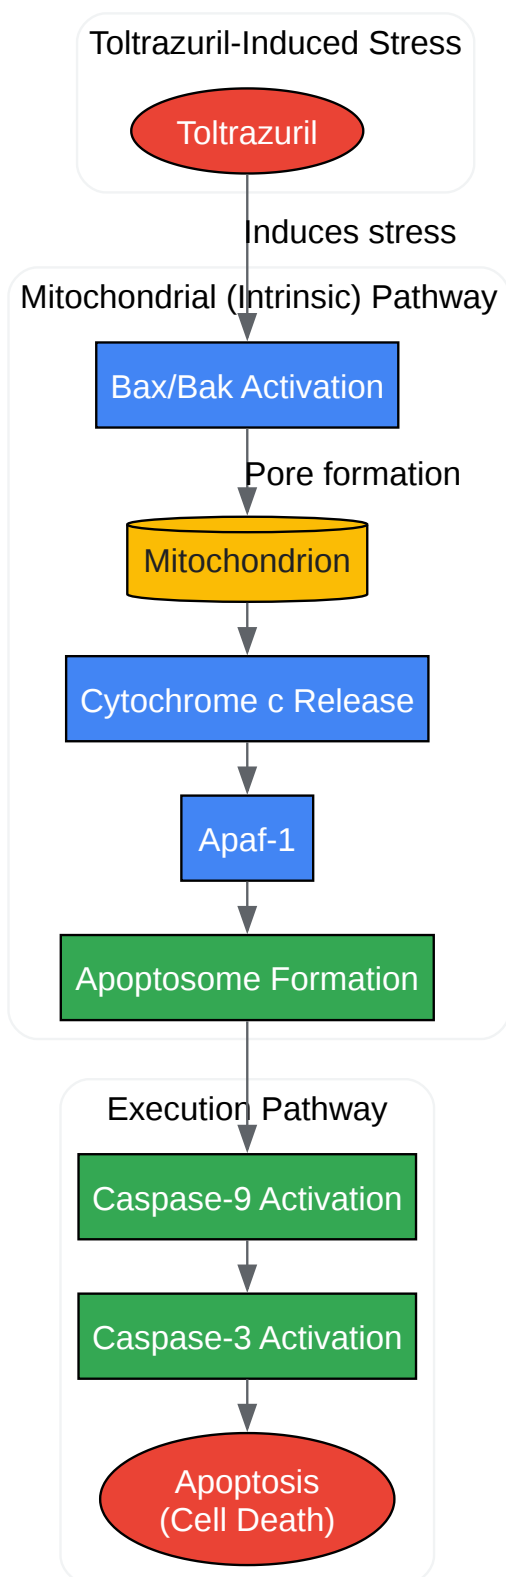 Toltrazuril-Induced Stress
Toltrazuril
Induces stress
Mitochondrial (Intrinsic) Pathway
Bax/Bak Activation
Pore formation
Mitochondrion
Cytochrome c Release
Apaf-1
Apoptosome Formation
Execution Pathway
Caspase-9 Activation
Caspase-3 Activation
Apoptosis
(Cell Death)